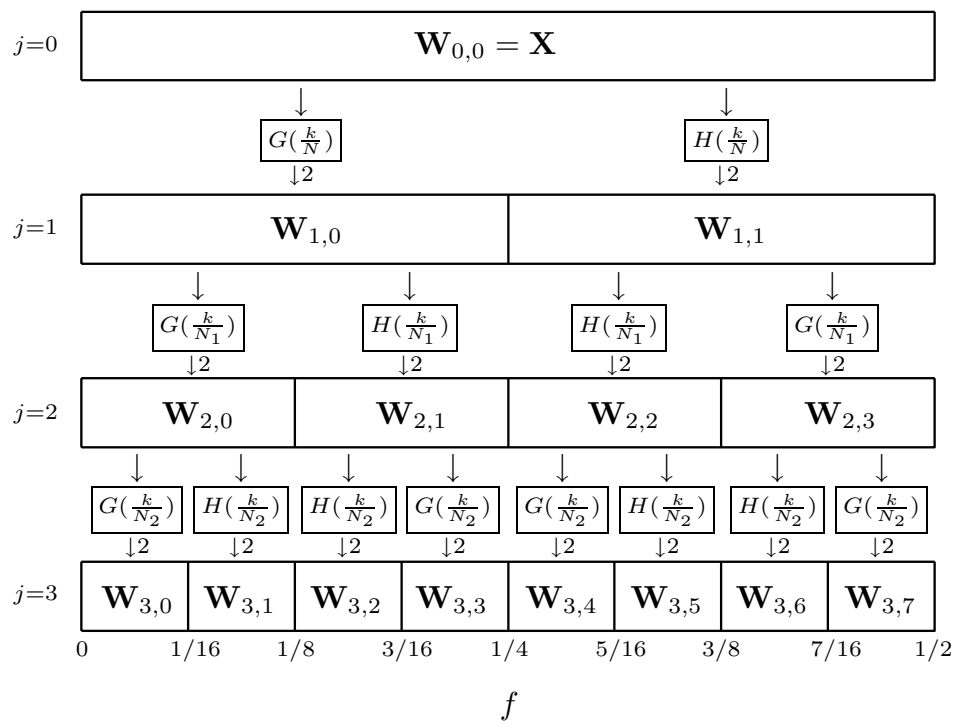 j=0 W_{0,0} = X
↓ ↓
G(k/N) H(k/N)
↓2 ↓2
j=1 W_{1,0} W_{1,1}
↓ ↓ ↓ ↓
G(k/N_1) H(k/N_1) H(k/N_1) G(k/N_1)
↓2 ↓2 ↓2 ↓2
j=2 W_{2,0} W_{2,1} W_{2,2} W_{2,3}
↓ ↓ ↓ ↓ ↓ ↓ ↓ ↓
G(k/N_2) H(k/N_2) H(k/N_2) G(k/N_2) G(k/N_2) H(k/N_2) H(k/N_2) G(k/N_2)
↓2 ↓2 ↓2 ↓2 ↓2 ↓2 ↓2 ↓2
j=3 W_{3,0} W_{3,1} W_{3,2} W_{3,3} W_{3,4} W_{3,5} W_{3,6} W_{3,7}
0 1/16 1/8 3/16 1/4 5/16 3/8 7/16 1/2
f